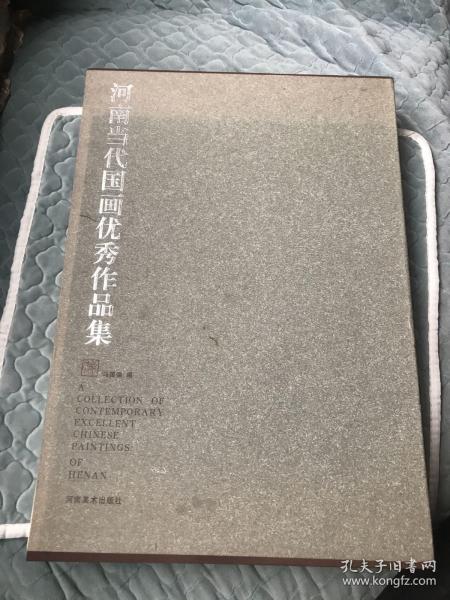 河南当代国画优秀作品集
编
A
COLLECTION OF
CONTEMPORARY
EXCELLENT
CHINESE
PAINTINGS
OF
HENAN
河南美术出版社
孔夫子旧书网
www.kongfz.com